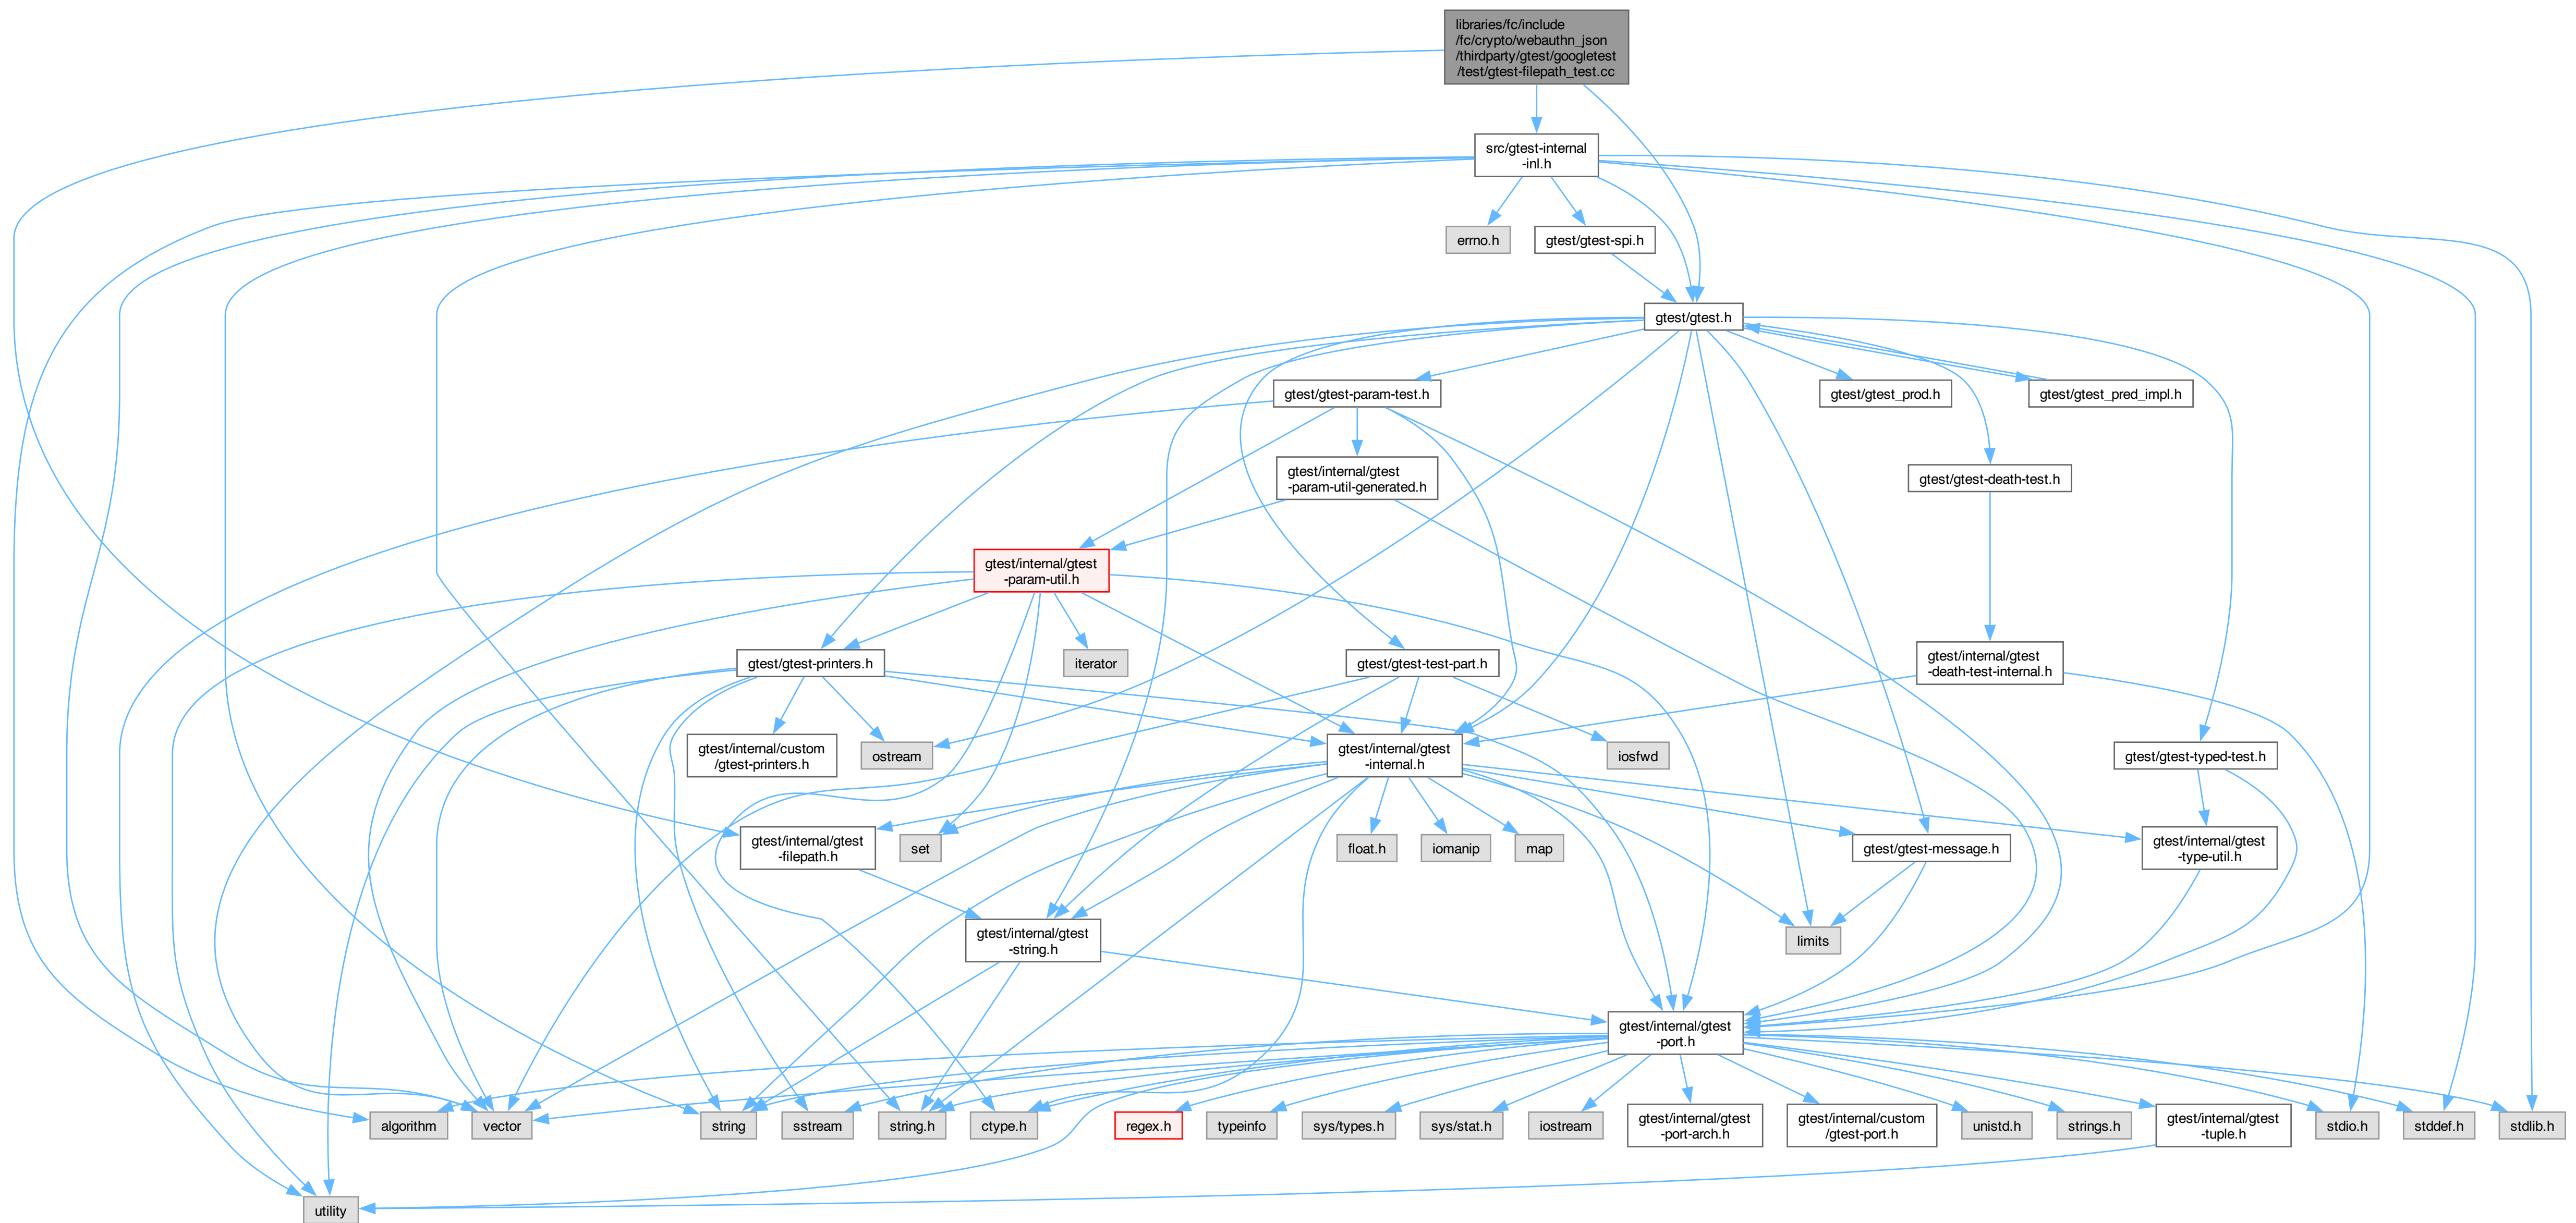 libraries/fc/include
/fc/crypto/webauthn_json
/thirdparty/gtest/googletest
/test/gtest-filepath_test.cc
src/gtest-internal
-inl.h
errno.h
gtest/gtest-spi.h
gtest/gtest.h
gtest/gtest-param-test.h
gtest/gtest_prod.h
gtest/gtest_pred_impl.h
gtest/internal/gtest
-param-util-generated.h
gtest/gtest-death-test.h
gtest/internal/gtest
-param-util.h
gtest/gtest-printers.h
iterator
gtest/gtest-test-part.h
gtest/internal/gtest
-death-test-internal.h
gtest/internal/custom
/gtest-printers.h
ostream
gtest/internal/gtest
-internal.h
iosfwd
gtest/gtest-typed-test.h
gtest/internal/gtest
-filepath.h
set
float.h
iomanip
map
gtest/gtest-message.h
gtest/internal/gtest
-type-util.h
gtest/internal/gtest
-string.h
limits
gtest/internal/gtest
-port.h
algorithm
vector
string
sstream
string.h
ctype.h
regex.h
typeinfo
sys/types.h
sys/stat.h
iostream
gtest/internal/gtest
-port-arch.h
gtest/internal/custom
/gtest-port.h
unistd.h
strings.h
gtest/internal/gtest
-tuple.h
stdio.h
stddef.h
stdlib.h
utility